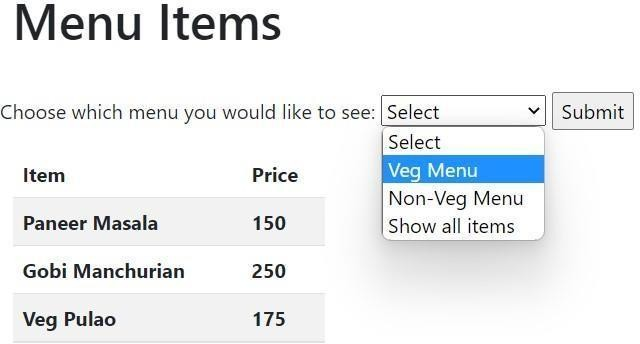 Menu Items
Choose which menu you would like to see: Select Submit
Select
Veg Menu
Non-Veg Menu
Show all items
Item Price
Paneer Masala 150
Gobi Manchurian 250
Veg Pulao 175